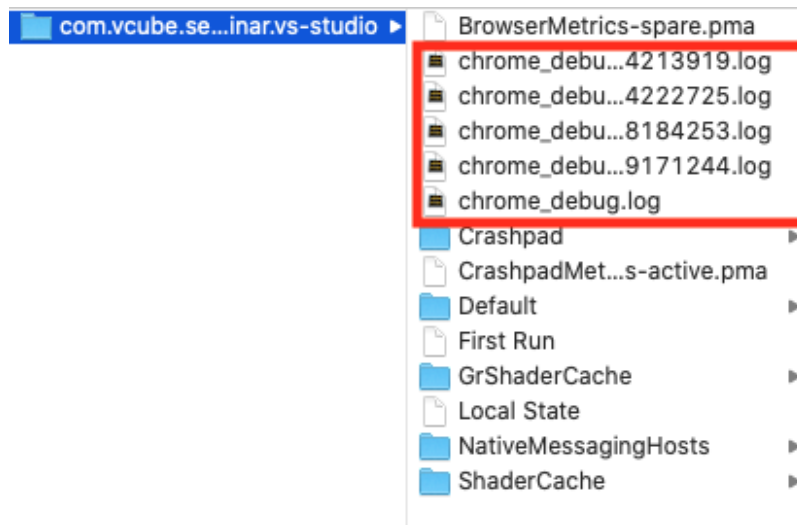 com.vcube.se...inar.vs-studio
BrowserMetrics-spare.pma
chrome_debu...4213919.log
chrome_debu...4222725.log
chrome_debu...8184253.log
chrome_debu...9171244.log
chrome_debug.log
Crashpad
CrashpadMet...s-active.pma
Default
First Run
GrShaderCache
Local State
NativeMessagingHosts
ShaderCache